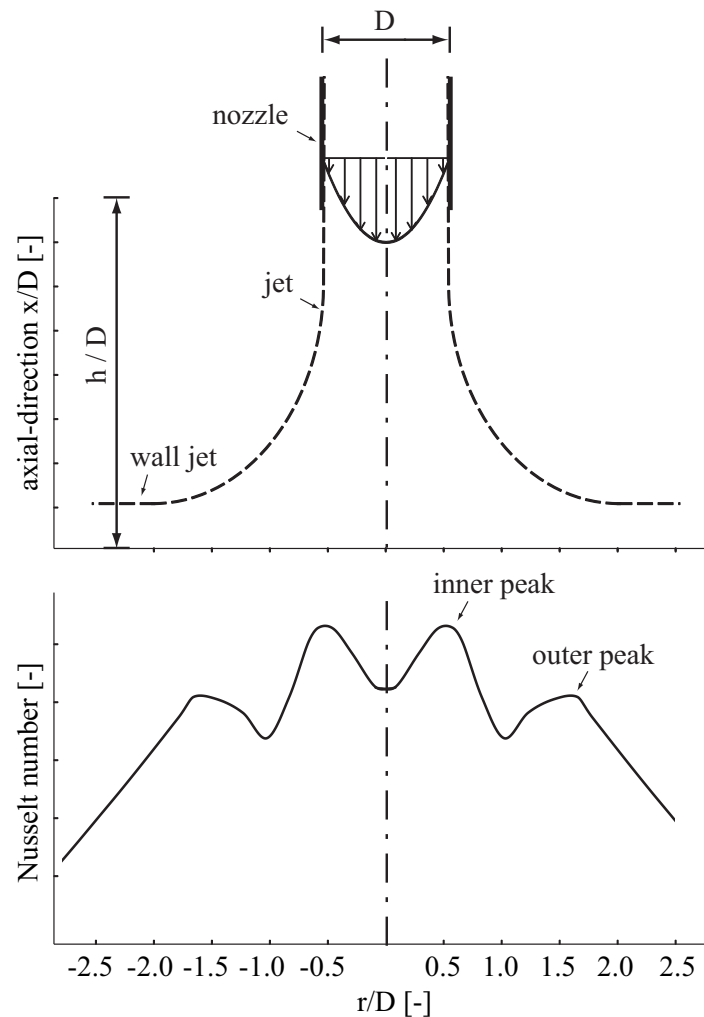 D
nozzle
axial-direction x/D [-]
h / D
jet
wall jet
Nusselt number [-]
inner peak
outer peak
-2.5 -2.0 -1.5 -1.0 -0.5 0.5 1.0 1.5 2.0 2.5
r/D [-]